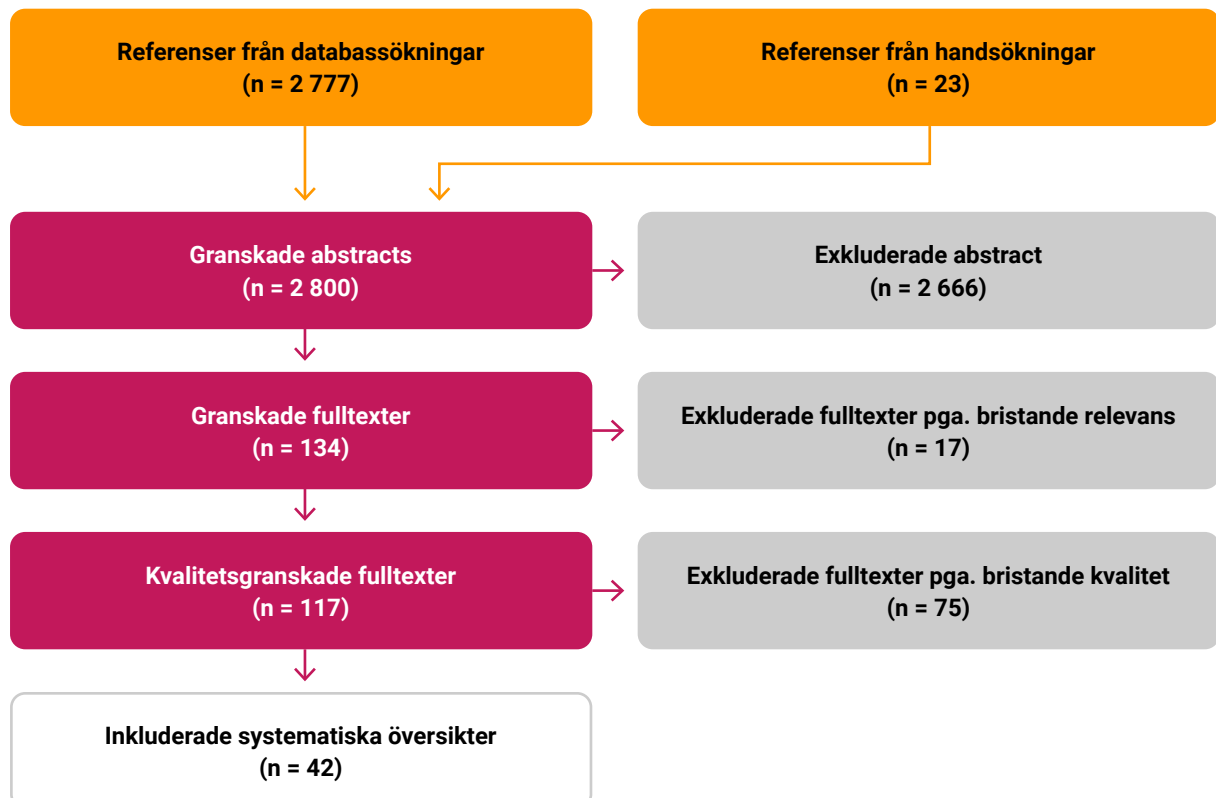 Referenser från databassökningar
(n = 2 777)
Referenser från handsökningar
(n = 23)
Granskade abstracts
(n = 2 800)
Exkluderade abstract
(n = 2 666)
Granskade fulltexter
(n = 134)
Exkluderade fulltexter pga. bristande relevans
(n = 17)
Kvalitetsgranskade fulltexter
(n = 117)
Exkluderade fulltexter pga. bristande kvalitet
(n = 75)
Inkluderade systematiska översikter
(n = 42)